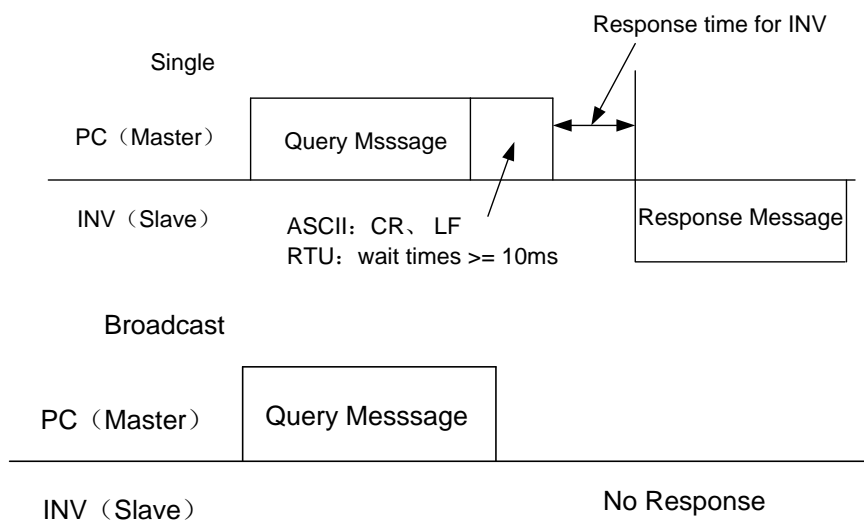 Response time for INV
Single
PC（Master） Query Msssage
INV（Slave） Response Message
ASCII：CR、 LF
RTU：wait times >= 10ms
Broadcast
PC（Master） Query Messsage
INV（Slave） No Response